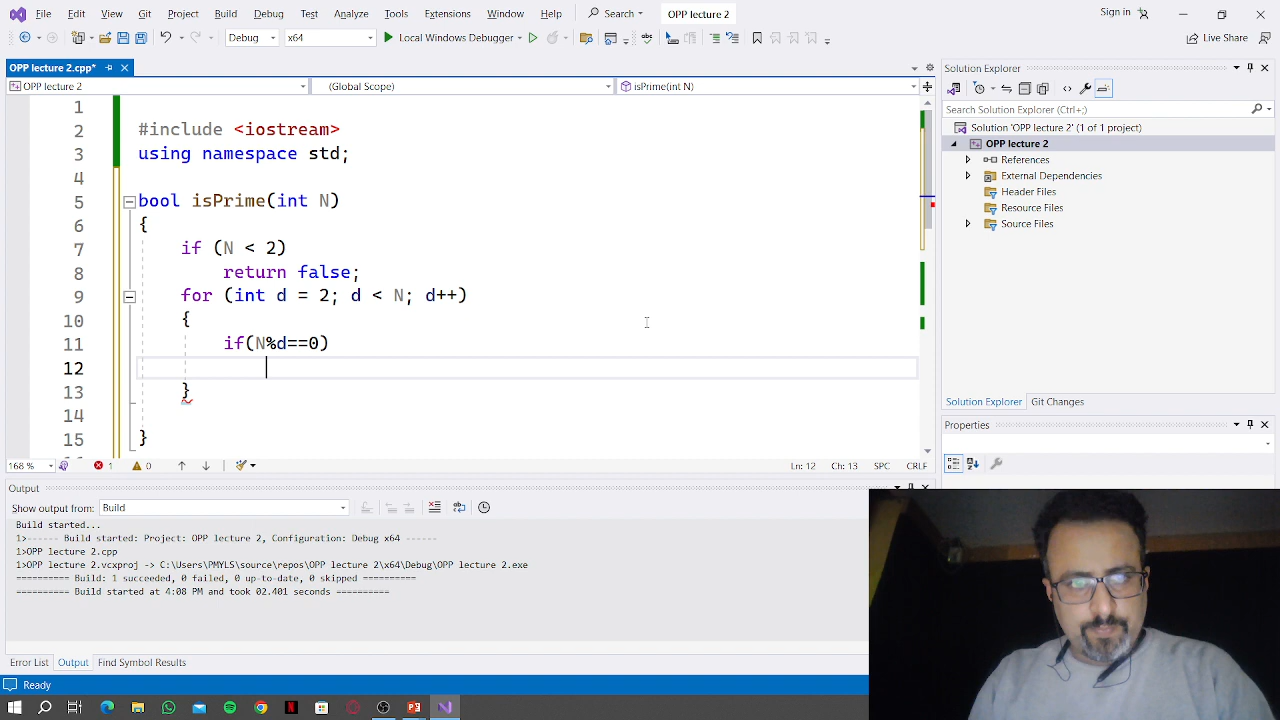 File Edit View Git Project Build Debug Test Analyze Tools Extensions Window Help Search OPP lecture 2 Sign in
Debug x64 Local Windows Debugger Live Share
OPP lecture 2.cpp*
OPP lecture 2 (Global Scope) isPrime(int N)
1
2 #include <iostream>
3 using namespace std;
4
5 bool isPrime(int N)
6 {
7 if (N < 2)
8 return false;
9 for (int d = 2; d < N; d++)
10 {
11 if(N%d==0)
12
13 }
14
15 }
168 % 1 0 Ln: 12 Ch: 13 SPC CRLF
Solution Explorer
Search Solution Explorer (Ctrl+;)
Solution 'OPP lecture 2' (1 of 1 project)
OPP lecture 2
References
External Dependencies
Header Files
Resource Files
Source Files
Solution Explorer Git Changes
Properties
Output
Show output from: Build
Build started...
1>------ Build started: Project: OPP lecture 2, Configuration: Debug x64 ------
1>OPP lecture 2.cpp
1>OPP lecture 2.vcxproj -> C:\Users\PMYLS\source\repos\OPP lecture 2\x64\Debug\OPP lecture 2.exe
========== Build: 1 succeeded, 0 failed, 0 up-to-date, 0 skipped ==========
========== Build started at 4:08 PM and took 02.401 seconds ==========
Error List Output Find Symbol Results
Ready